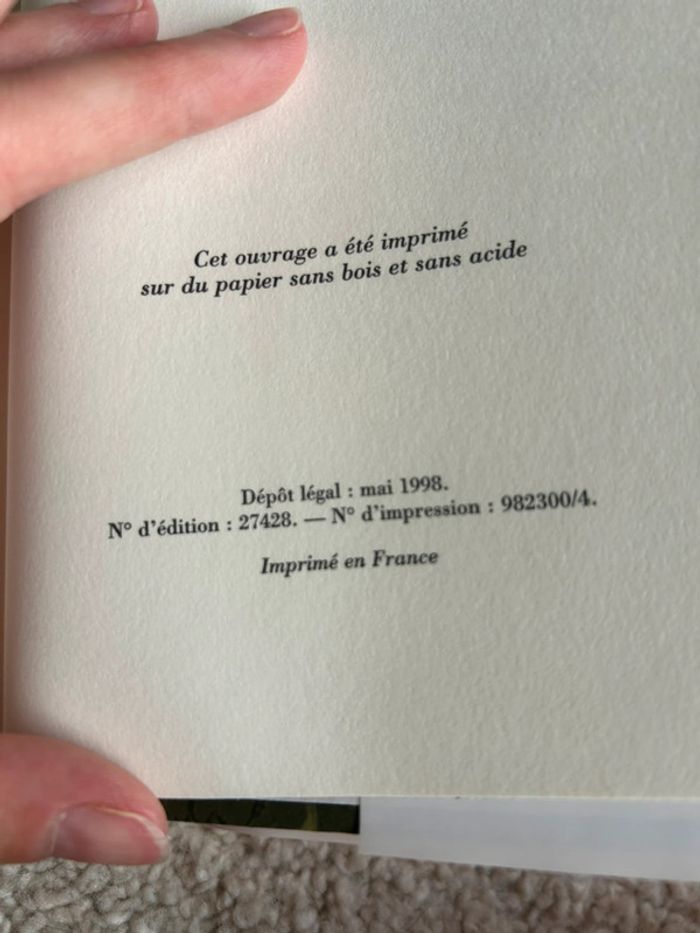 Cet ouvrage a été imprimé
sur du papier sans bois et sans acide
Dépôt légal : mai 1998.
N° d'édition : 27428. — N° d'impression : 982300/4.
Imprimé en France